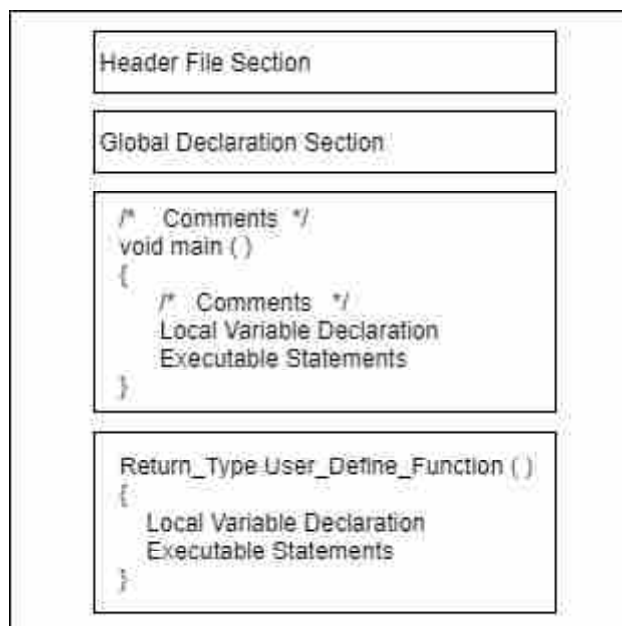 Header File Section
Global Declaration Section
/* Comments */
void main ( )
{
/* Comments */
Local Variable Declaration
Executable Statements
}
Return_Type User_Define_Function ( )
{
Local Variable Declaration
Executable Statements
}